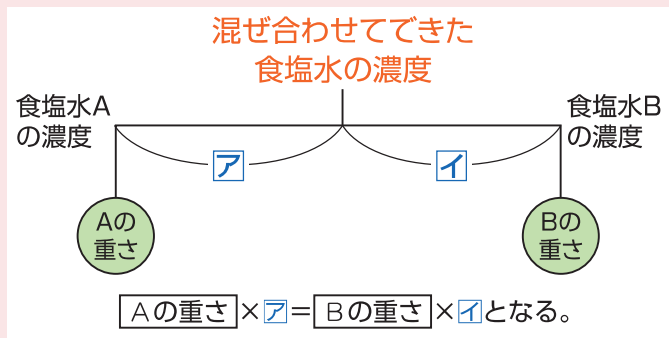 混ぜ合わせてできた
食塩水の濃度
食塩水A
の濃度
食塩水B
の濃度
ア
イ
Aの
重さ
Bの
重さ
Aの重さ×ア=Bの重さ×イとなる。